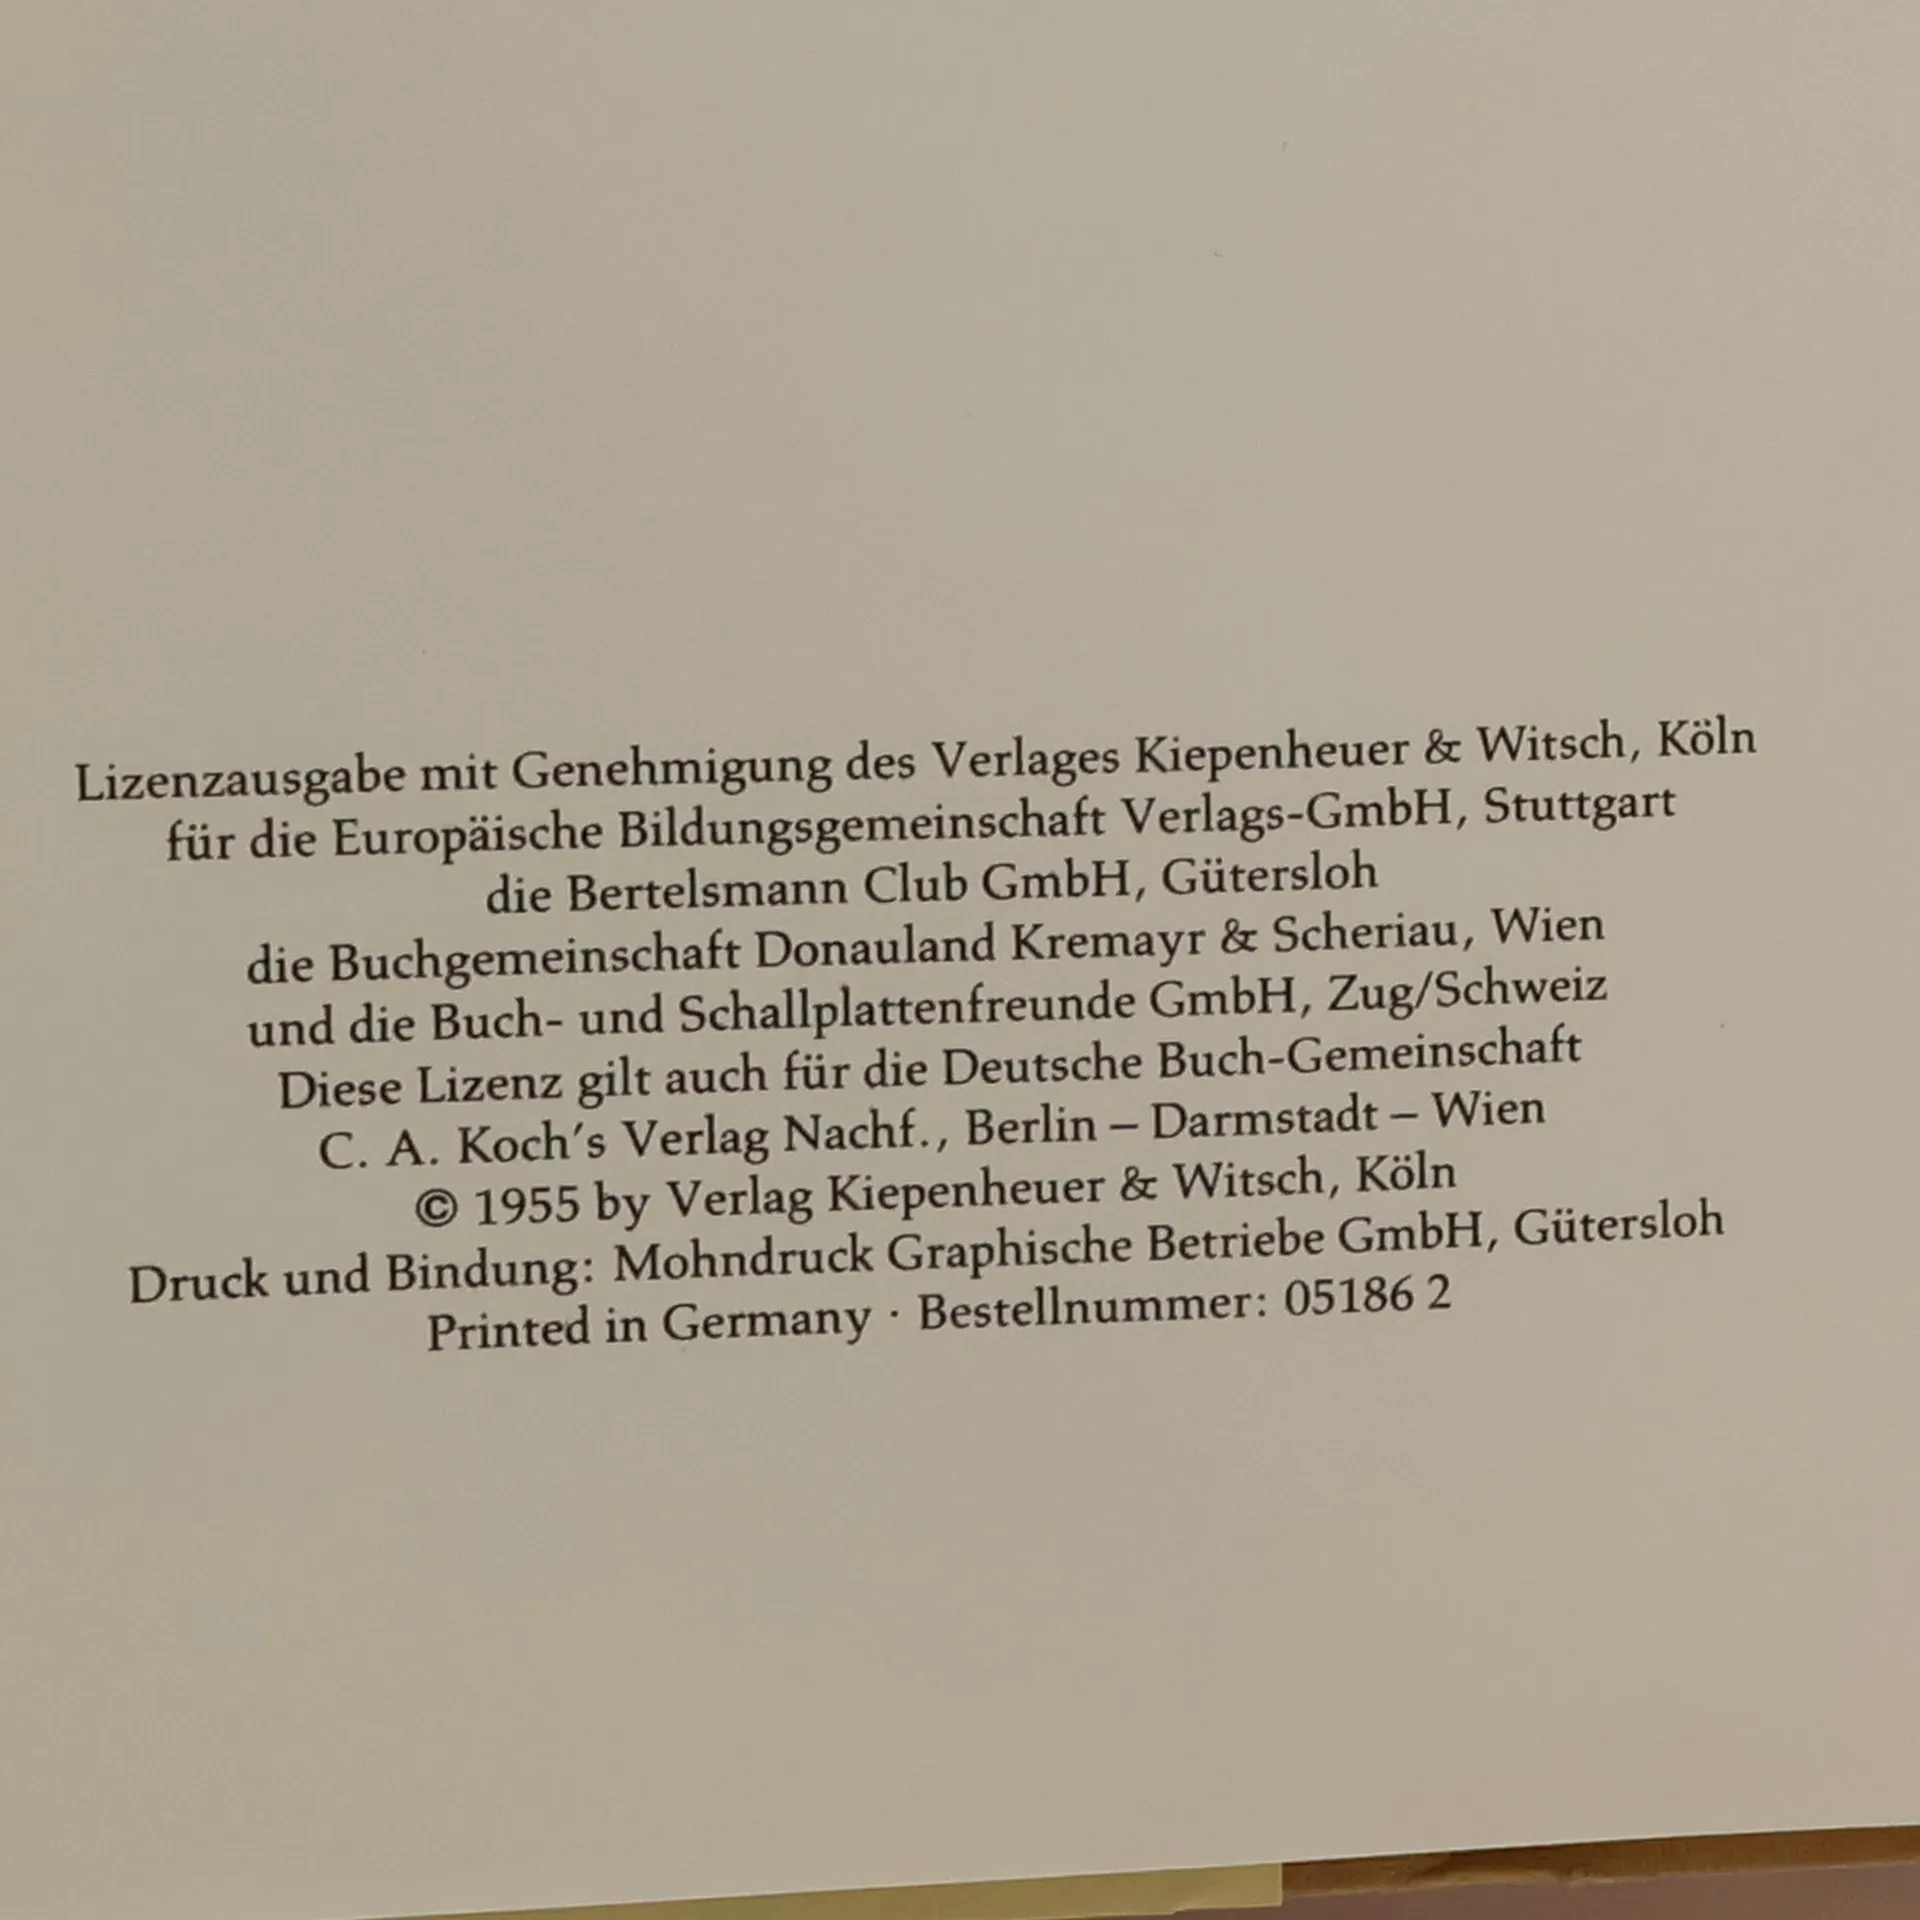 Lizenzausgabe mit Genehmigung des Verlages Kiepenheuer & Witsch, Köln
für die Europäische Bildungsgemeinschaft Verlags-GmbH, Stuttgart
die Bertelsmann Club GmbH, Gütersloh
die Buchgemeinschaft Donauland Kremayr & Scheriau, Wien
und die Buch- und Schallplattenfreunde GmbH, Zug/Schweiz
Diese Lizenz gilt auch für die Deutsche Buch-Gemeinschaft
C. A. Koch's Verlag Nachf., Berlin – Darmstadt – Wien
© 1955 by Verlag Kiepenheuer & Witsch, Köln
Druck und Bindung: Mohndruck Graphische Betriebe GmbH, Gütersloh
Printed in Germany · Bestellnummer: 05186 2